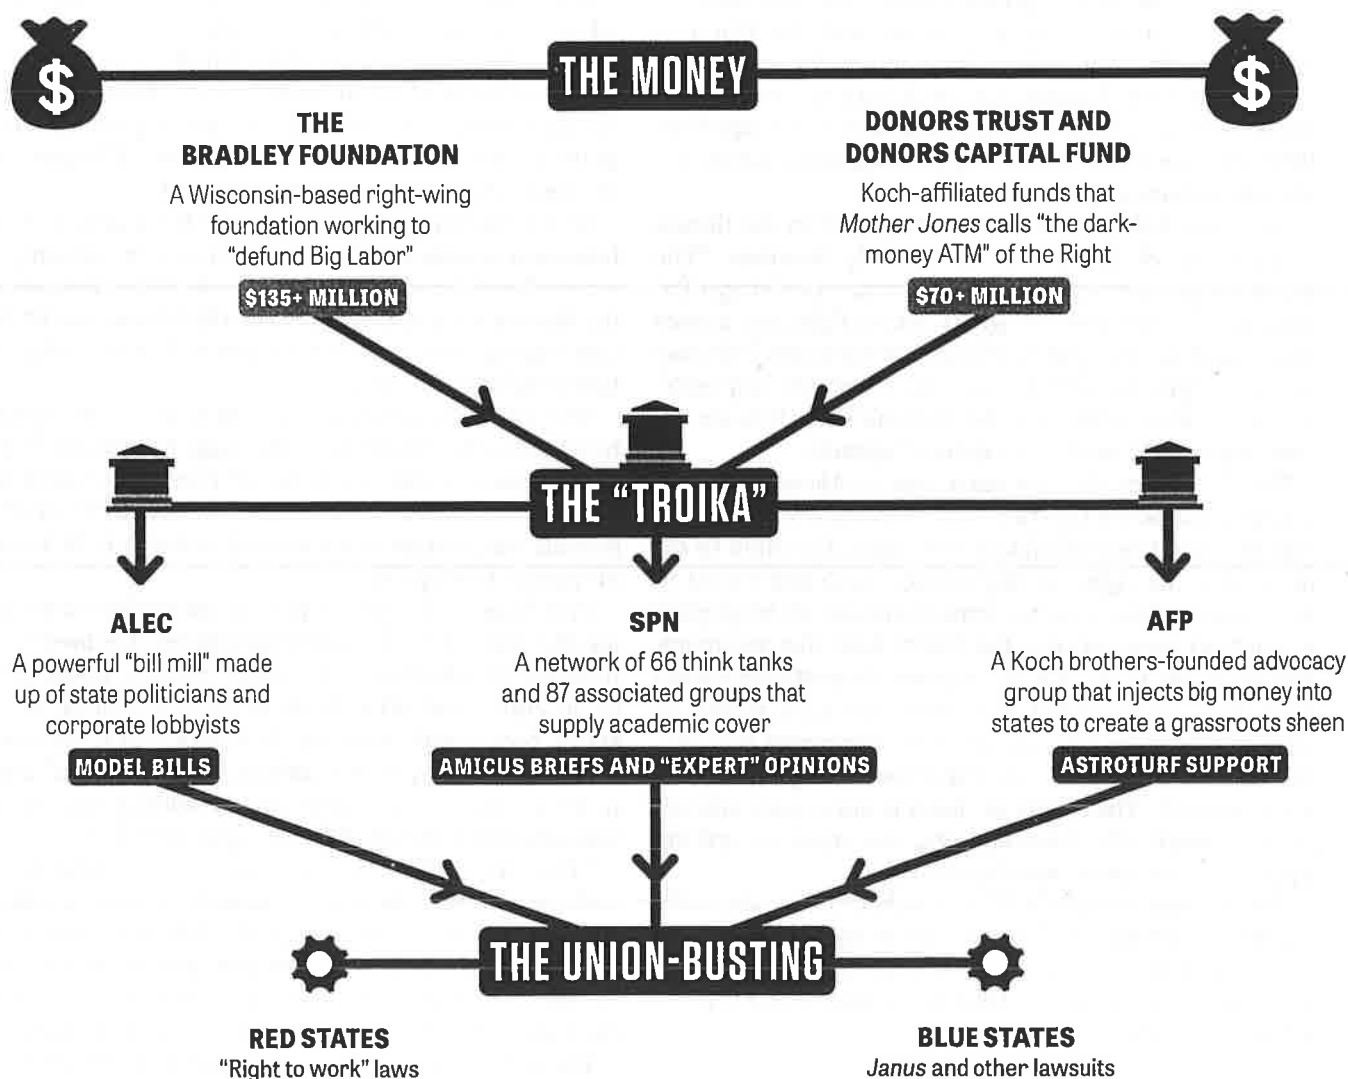 $
THE MONEY
$
THE
BRADLEY FOUNDATION
A Wisconsin-based right-wing
foundation working to
"defund Big Labor"
$135+ MILLION
DONORS TRUST AND
DONORS CAPITAL FUND
Koch-affiliated funds that
Mother Jones calls "the dark-
money ATM" of the Right
$70+ MILLION
THE "TROIKA"
ALEC
A powerful "bill mill" made
up of state politicians and
corporate lobbyists
MODEL BILLS
SPN
A network of 66 think tanks
and 87 associated groups that
supply academic cover
AMICUS BRIEFS AND "EXPERT" OPINIONS
AFP
A Koch brothers-founded advocacy
group that injects big money into
states to create a grassroots sheen
ASTROTURF SUPPORT
THE UNION-BUSTING
RED STATES
"Right to work" laws
BLUE STATES
Janus and other lawsuits